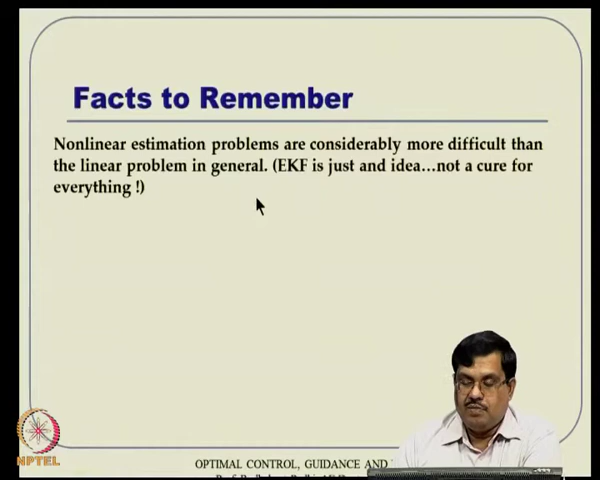 Facts to Remember
Nonlinear estimation problems are considerably more difficult than
the linear problem in general. (EKF is just and idea…not a cure for
everything !)
NPTEL
OPTIMAL CONTROL, GUIDANCE AND